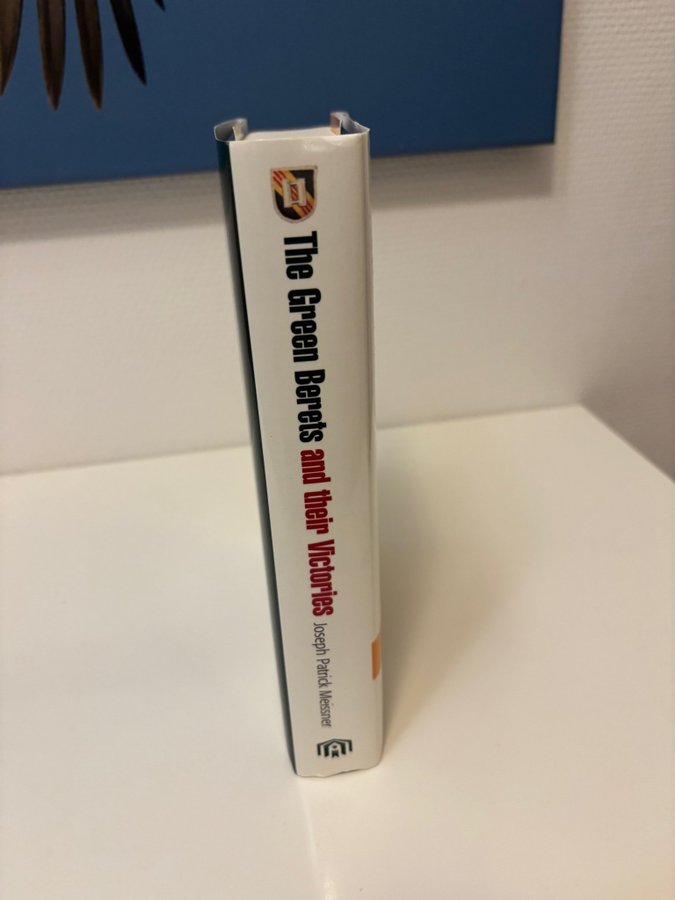 The Green Berets and their Victories Joseph Patrick Meissner